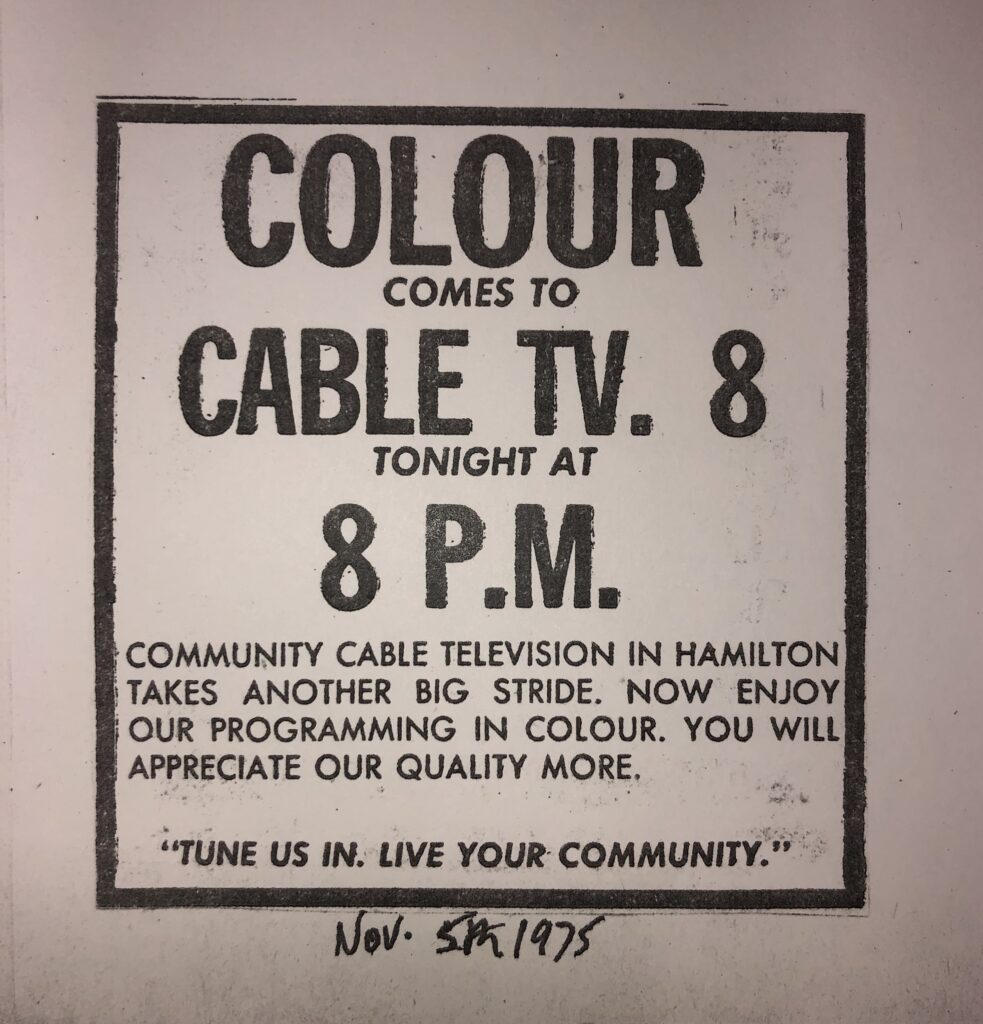 COLOUR
COMES TO
CABLE TV. 8
TONIGHT AT
8 P.M.
COMMUNITY CABLE TELEVISION IN HAMILTON
TAKES ANOTHER BIG STRIDE. NOW ENJOY
OUR PROGRAMMING IN COLOUR. YOU WILL
APPRECIATE OUR QUALITY MORE.
“TUNE US IN. LIVE YOUR COMMUNITY.”
Nov. 5th 1975